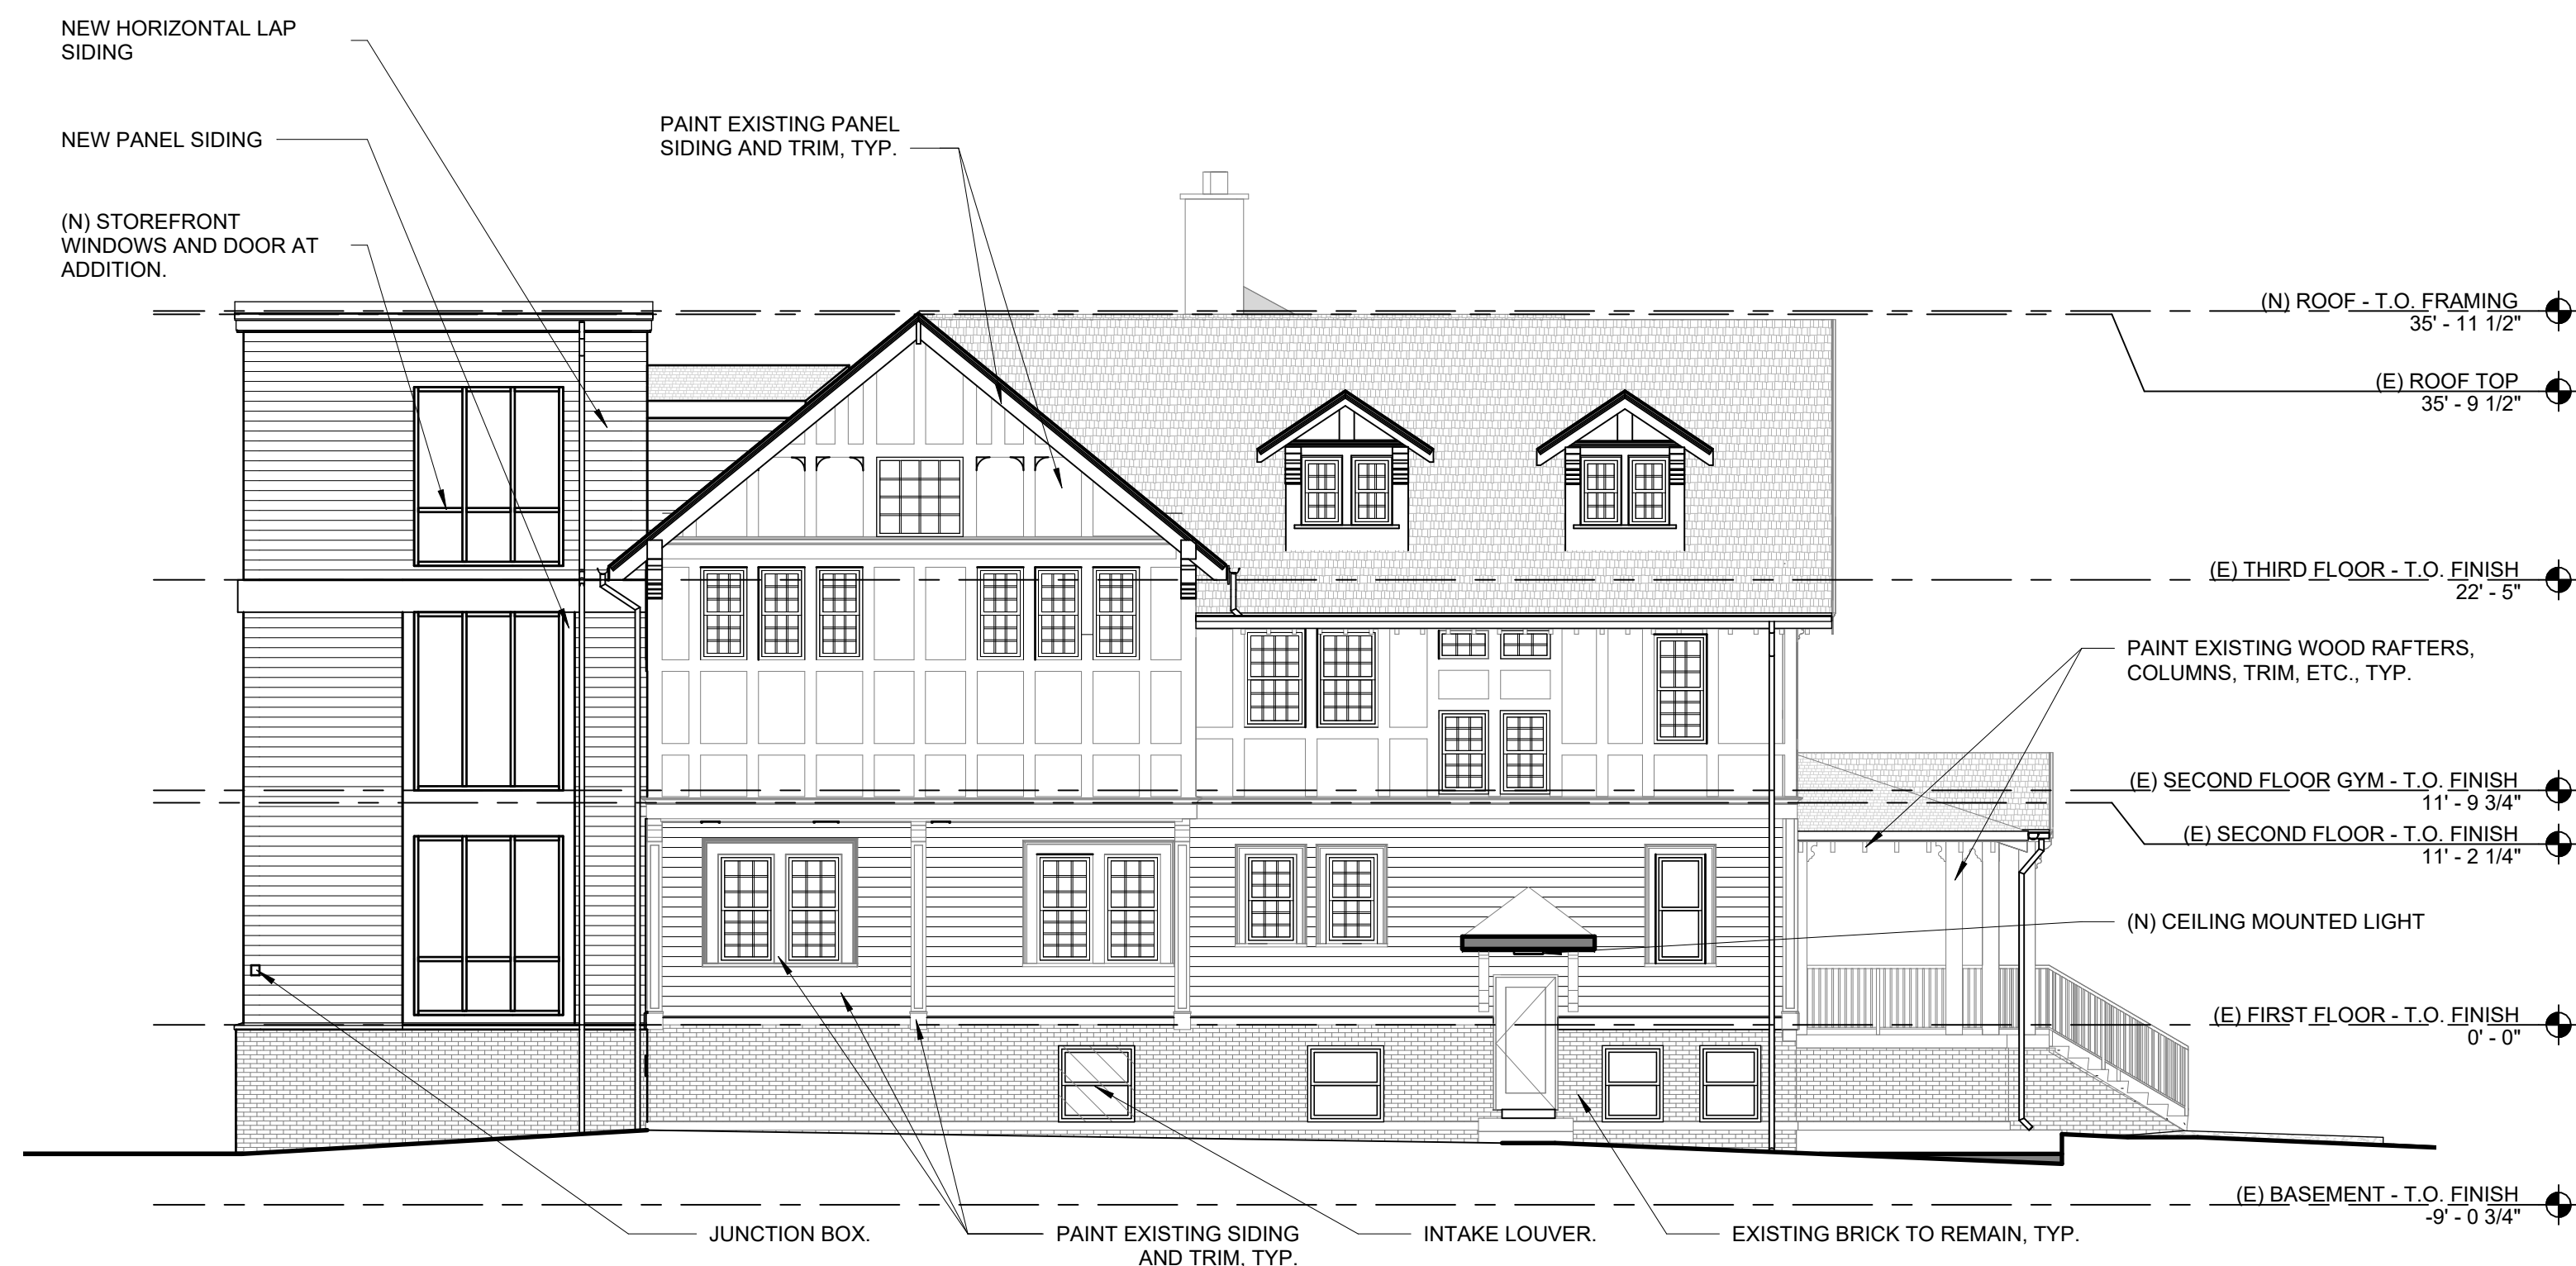 NEW HORIZONTAL LAP
SIDING
NEW PANEL SIDING
(N) STOREFRONT
WINDOWS AND DOOR AT
ADDITION.
PAINT EXISTING PANEL
SIDING AND TRIM, TYP.
(N) ROOF - T.O. FRAMING
35' - 11 1/2"
(E) ROOF TOP
35' - 9 1/2"
(E) THIRD FLOOR - T.O. FINISH
22' - 5"
PAINT EXISTING WOOD RAFTERS,
COLUMNS, TRIM, ETC., TYP.
(E) SECOND FLOOR GYM - T.O. FINISH
11' - 9 3/4"
(E) SECOND FLOOR - T.O. FINISH
11' - 2 1/4"
(N) CEILING MOUNTED LIGHT
(E) FIRST FLOOR - T.O. FINISH
0' - 0"
(E) BASEMENT - T.O. FINISH
-9' - 0 3/4"
JUNCTION BOX.
PAINT EXISTING SIDING
AND TRIM, TYP.
INTAKE LOUVER.
EXISTING BRICK TO REMAIN, TYP.